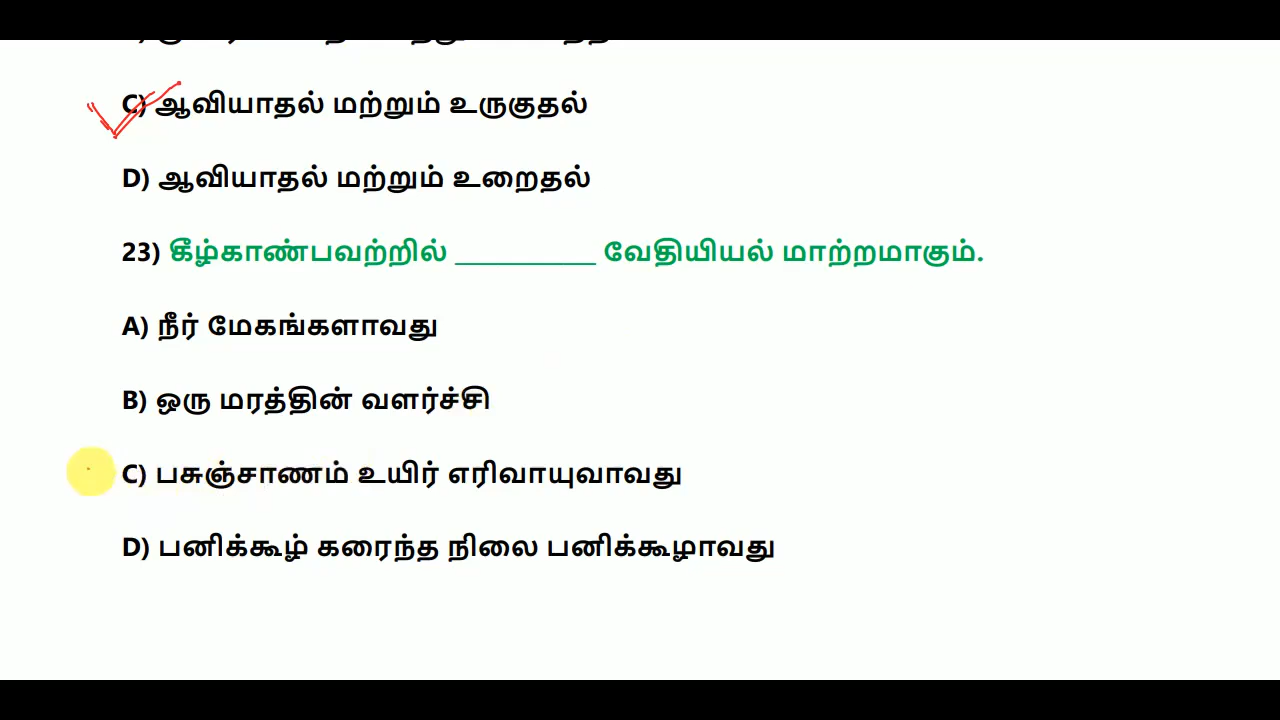 C) ஆவியாதல் மற்றும் உருகுதல்
D) ஆவியாதல் மற்றும் உறைதல்
23) கீழ்காண்பவற்றில் __________ வேதியியல் மாற்றமாகும்.
A) நீர் மேகங்களாவது
B) ஒரு மரத்தின் வளர்ச்சி
C) பசுஞ்சாணம் உயிர் எரிவாயுவாவது
D) பனிக்கூழ் கரைந்த நிலை பனிக்கூழாவது